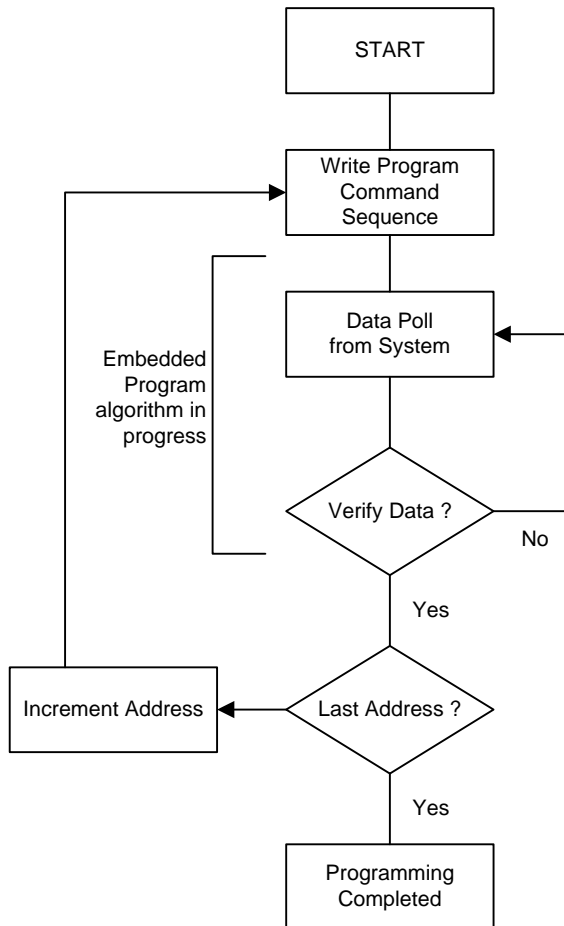 START
Write Program
Command
Sequence
Data Poll
from System
Embedded
Program
algorithm in
progress
Verify Data ?
No
Yes
Increment Address
Last Address ?
Yes
Programming
Completed